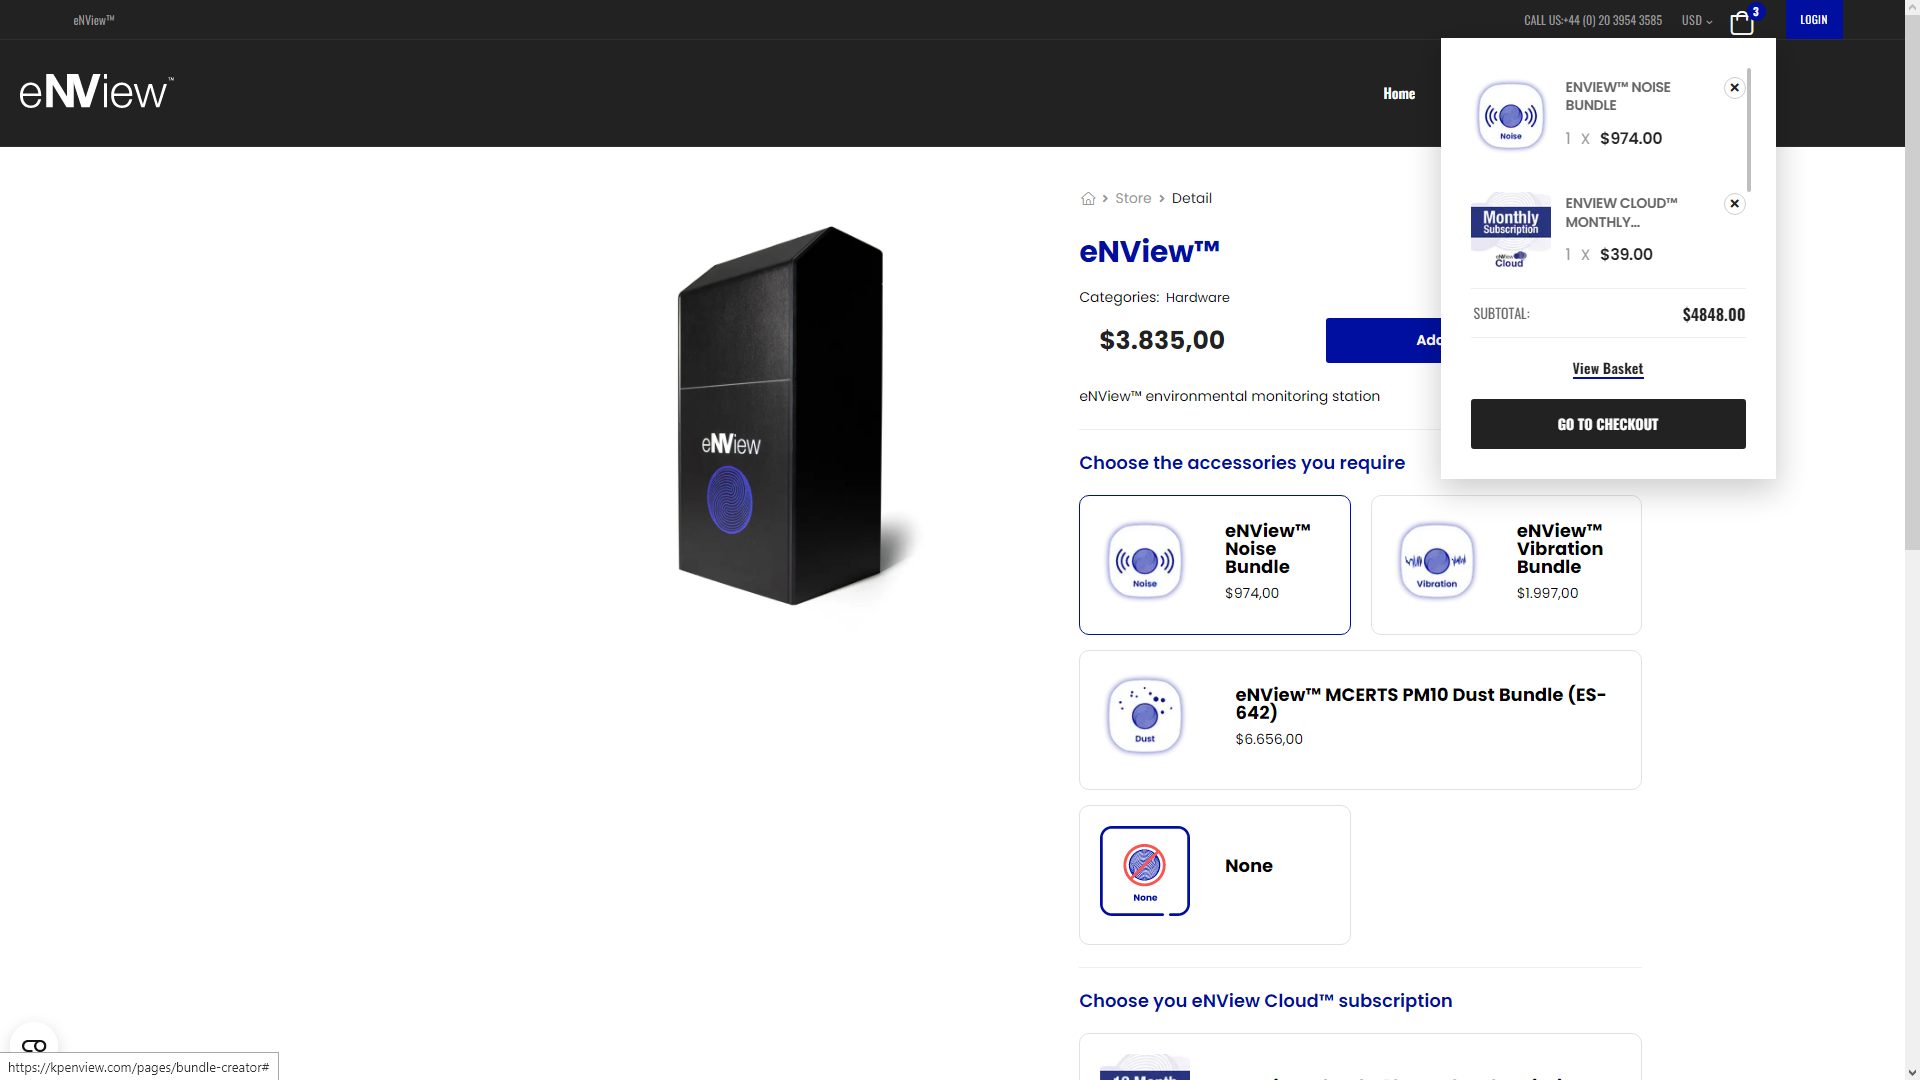 eNView™
CALL US:+44 (0) 20 3954 3585
USD
3
LOGIN
eNView™
Home
ENVIEW™ NOISE
BUNDLE
1 X $974.00
Noise
ENVIEW CLOUD™
MONTHLY...
1 X $39.00
Monthly
Subscription
eNView
Cloud
SUBTOTAL:
$4848.00
View Basket
GO TO CHECKOUT
Store
Detail
eNView™
Categories: Hardware
$3.835,00
eNView™ environmental monitoring station
eNView
Choose the accessories you require
Noise
eNView™
Noise
Bundle
$974,00
Vibration
eNView™
Vibration
Bundle
$1.997,00
Dust
eNView™ MCERTS PM10 Dust Bundle (ES-
642)
$6.656,00
None
None
Choose you eNView Cloud™ subscription
https://kpenview.com/pages/bundle-creator#